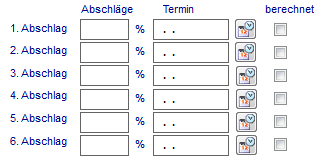 Abschläge Termin berechnet
1. Abschlag % . .
2. Abschlag % . .
3. Abschlag % . .
4. Abschlag % . .
5. Abschlag % . .
6. Abschlag % . .